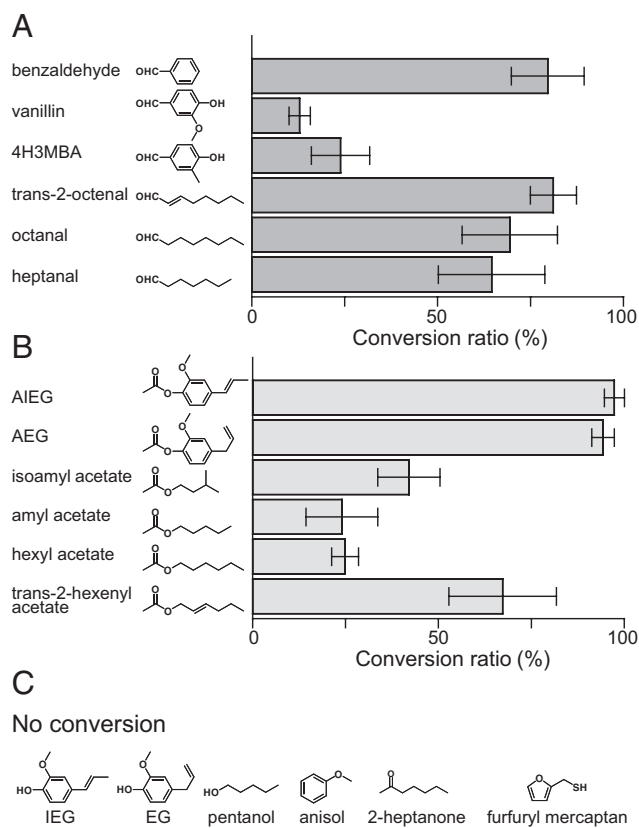 A
benzaldehyde
OHC
vanillin
OHC
OH
O
4H3MBA
OHC
OH
trans-2-octenal
OHC
octanal
OHC
heptanal
OHC
0
50
100
Conversion ratio (%)
B
AIEG
O
O
O
AEG
O
O
O
isoamyl acetate
O
O
amyl acetate
O
O
hexyl acetate
O
O
trans-2-hexenyl
acetate
O
O
0
50
100
Conversion ratio (%)
C
No conversion
O
HO
O
HO
HO
O
O
O
SH
IEG
EG
pentanol
anisol
2-heptanone
furfuryl mercaptan